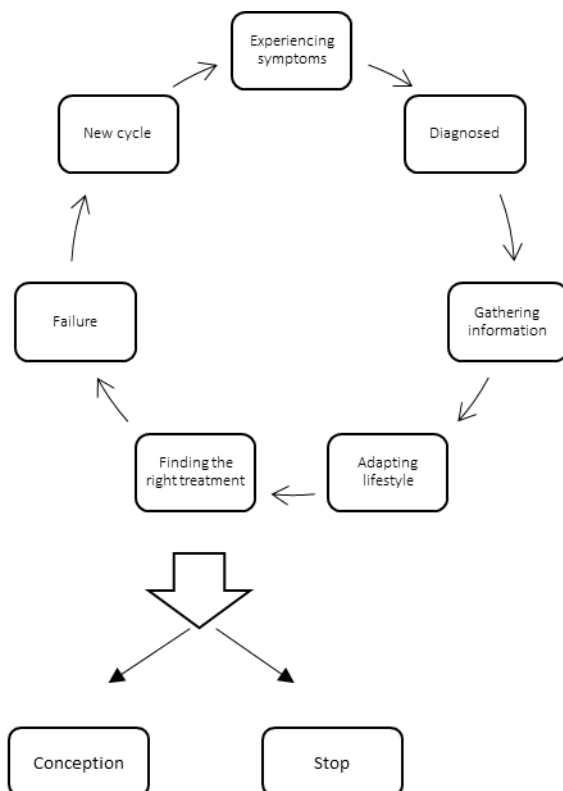 Experiencing
symptoms
Diagnosed
Gathering
information
Adapting
lifestyle
Finding the
right treatment
Failure
New cycle
Conception
Stop